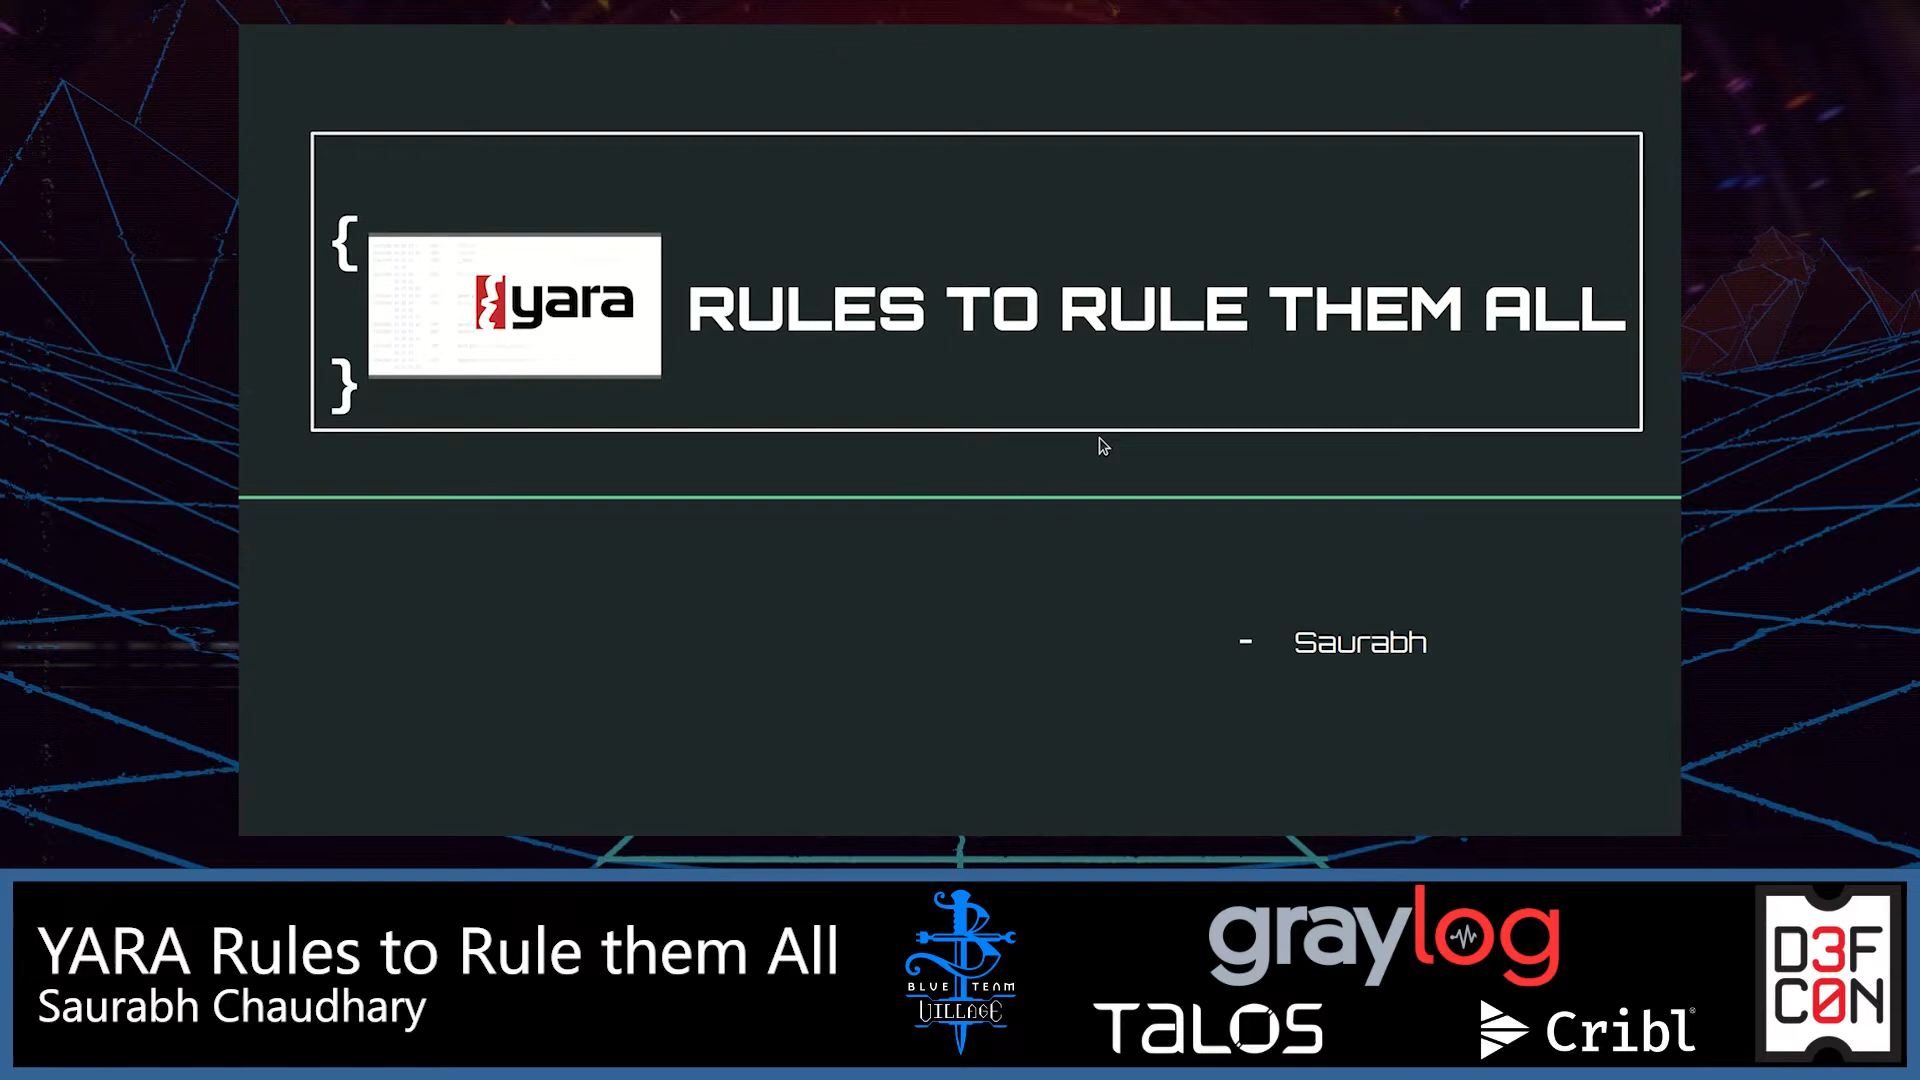 {
yara RULES TO RULE THEM ALL
}
- Saurabh
YARA Rules to Rule them All
Saurabh Chaudhary
BLUE TEAM
VILLAGE
graylog
TALOS
Cribl
D3F
C0N